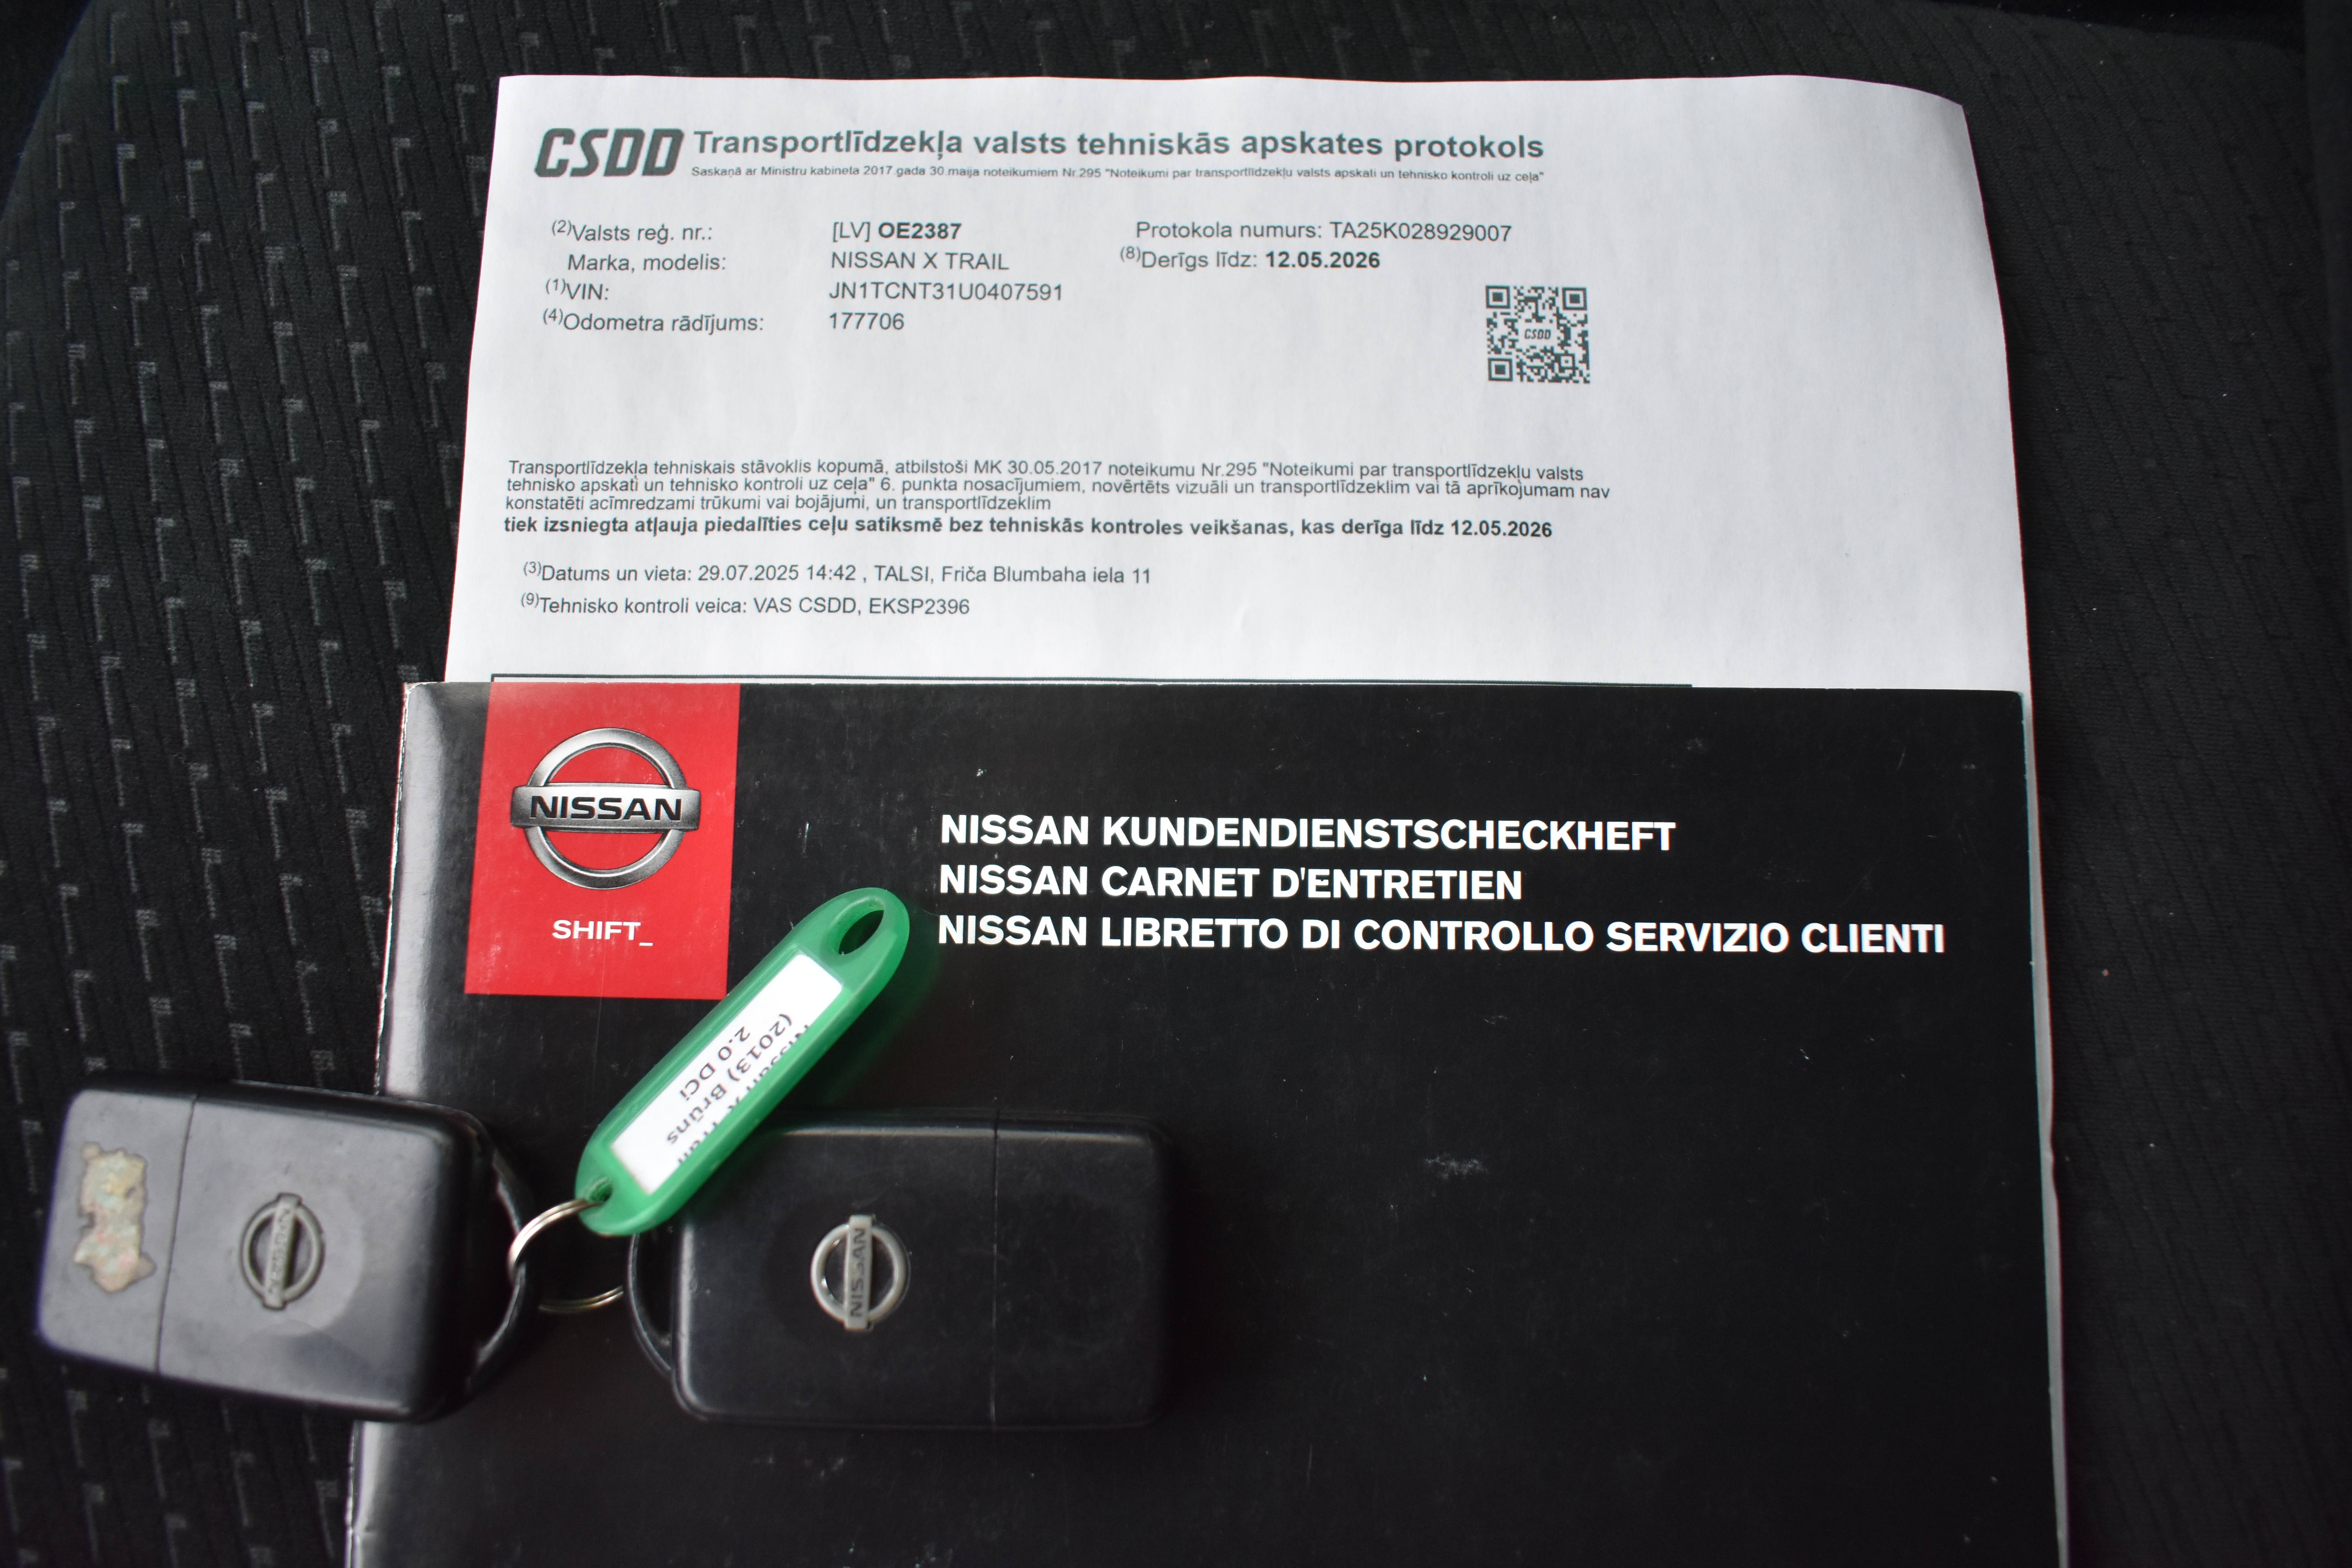 CSDD Transportlīdzekļa valsts tehniskās apskates protokols
Saskaņā ar Ministru kabineta 2017.gada 30.maija noteikumiem Nr.295 "Noteikumi par transportlīdzekļu valsts apskati un tehnisko kontroli uz ceļa"
(2)Valsts reģ. nr.: [LV] OE2387 Protokola numurs: TA25K028929007
Marka, modelis: NISSAN X TRAIL (8)Derīgs līdz: 12.05.2026
(1)VIN: JN1TCNT31U0407591
(4)Odometra rādījums: 177706
CSDD
Transportlīdzekļa tehniskais stāvoklis kopumā, atbilstoši MK 30.05.2017 noteikumu Nr.295 "Noteikumi par transportlīdzekļu valsts
tehnisko apskati un tehnisko kontroli uz ceļa" 6. punkta nosacījumiem, novērtēts vizuāli un transportlīdzeklim vai tā aprīkojumam nav
konstatēti acīmredzami trūkumi vai bojājumi, un transportlīdzeklim
tiek izsniegta atļauja piedalīties ceļu satiksmē bez tehniskās kontroles veikšanas, kas derīga līdz 12.05.2026
(3)Datums un vieta: 29.07.2025 14:42 , TALSI, Friča Blumbaha iela 11
(9)Tehnisko kontroli veica: VAS CSDD, EKSP2396
NISSAN
SHIFT_
NISSAN KUNDENDIENSTSCHECKHEFT
NISSAN CARNET D'ENTRETIEN
NISSAN LIBRETTO DI CONTROLLO SERVIZIO CLIENTI
Nissan X Trail
(2013) Brūns
2.0 DCi
NISSAN
NISSAN